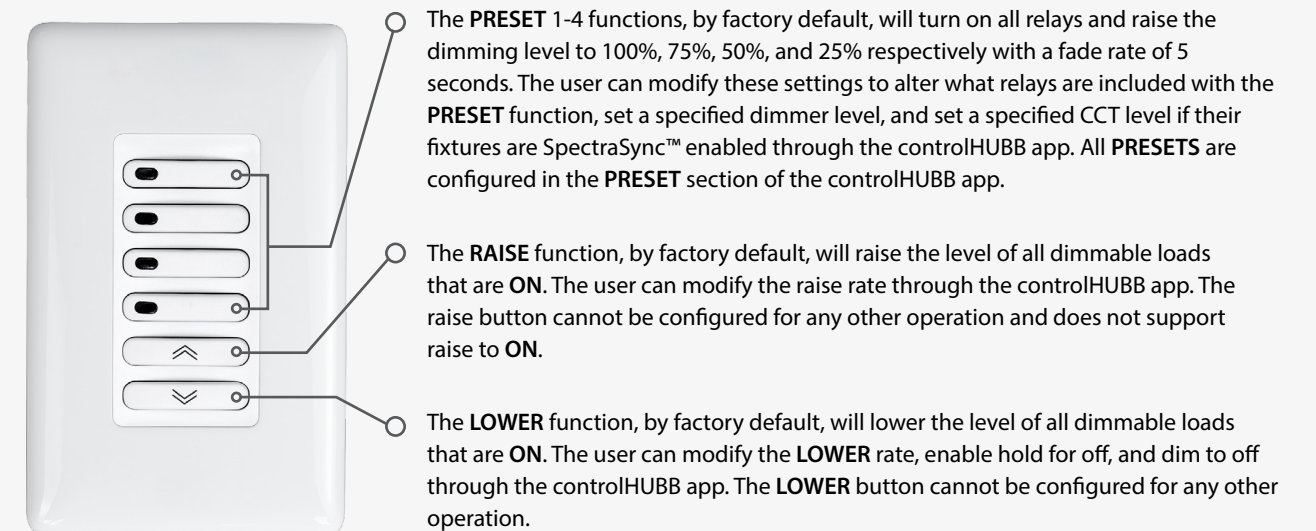 The PRESET 1-4 functions, by factory default, will turn on all relays and raise the
dimming level to 100%, 75%, 50%, and 25% respectively with a fade rate of 5
seconds. The user can modify these settings to alter what relays are included with the
PRESET function, set a specified dimmer level, and set a specified CCT level if their
fixtures are SpectraSync™ enabled through the controlHUBB app. All PRESETS are
configured in the PRESET section of the controlHUBB app.
The RAISE function, by factory default, will raise the level of all dimmable loads
that are ON. The user can modify the raise rate through the controlHUBB app. The
raise button cannot be configured for any other operation and does not support
raise to ON.
The LOWER function, by factory default, will lower the level of all dimmable loads
that are ON. The user can modify the LOWER rate, enable hold for off, and dim to off
through the controlHUBB app. The LOWER button cannot be configured for any other
operation.